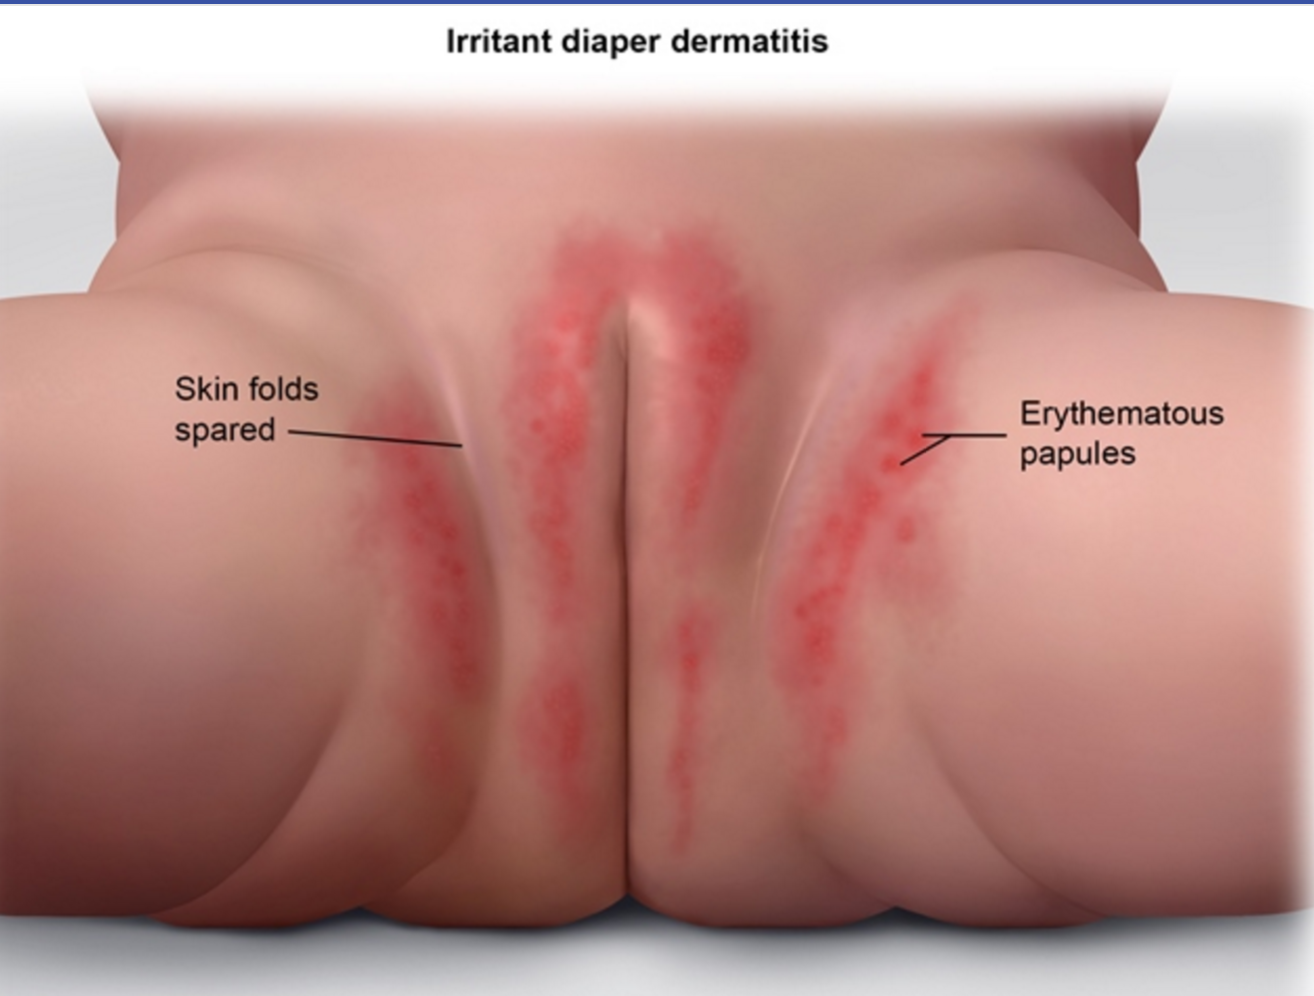 Irritant diaper dermatitis
Skin folds
spared
Erythematous
papules